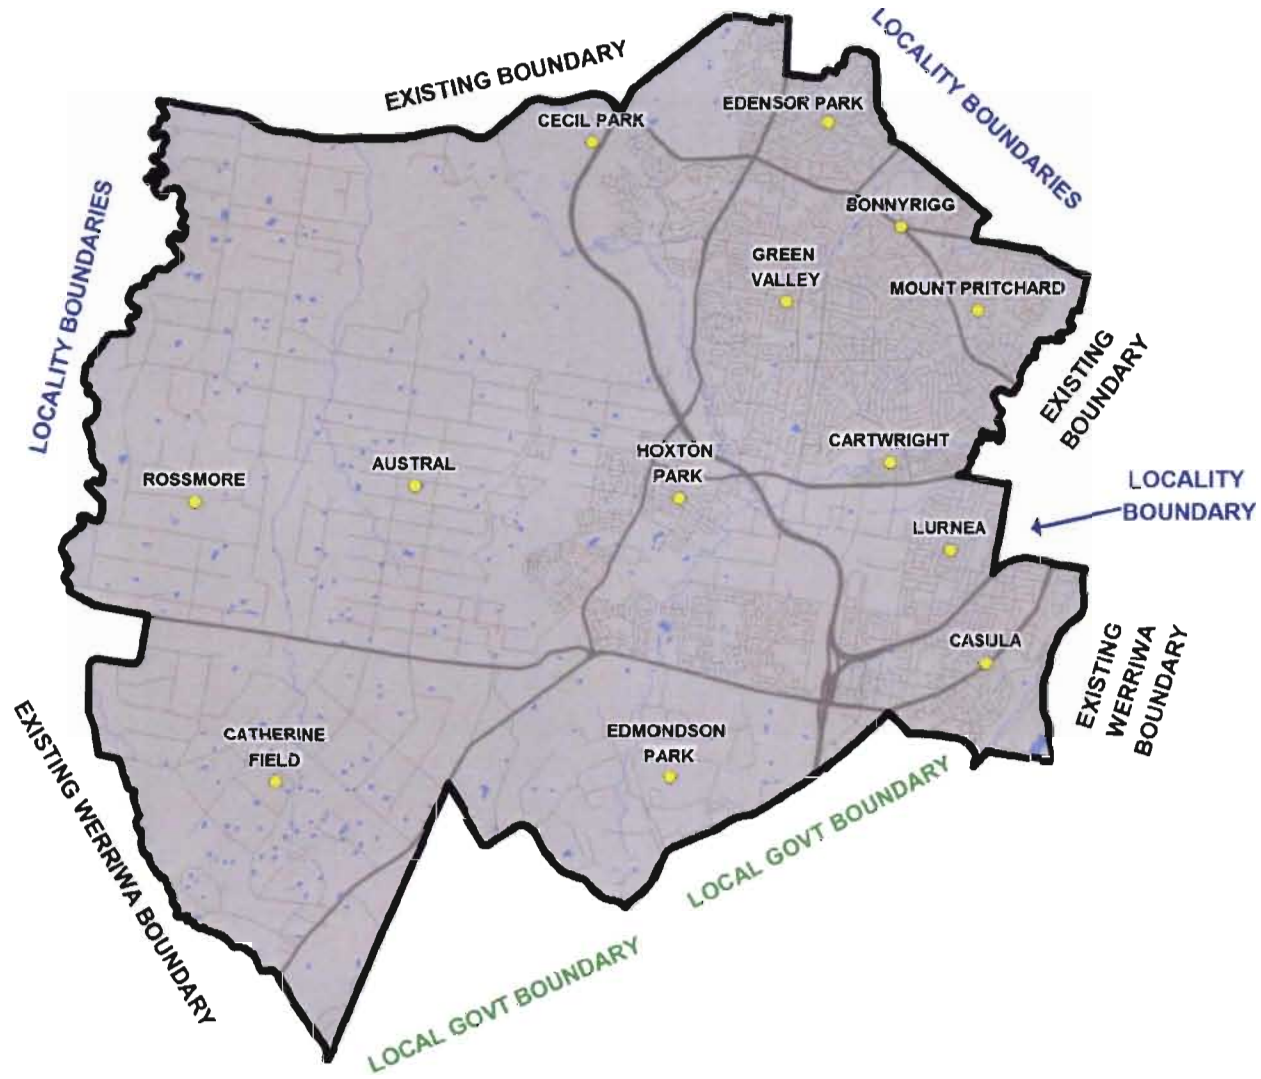 EXISTING BOUNDARY
LOCALITY BOUNDARIES
EDENSOR PARK
CECIL PARK
LOCALITY BOUNDARIES
BONNYRIGG
GREEN
VALLEY
MOUNT PRITCHARD
EXISTING
BOUNDARY
CARTWRIGHT
HOXTON
PARK
AUSTRAL
ROSSMORE
LOCALITY
BOUNDARY
LURNEA
CASULA
EXISTING
WERRIWA
BOUNDARY
EXISTING WERRIWA BOUNDARY
CATHERINE
FIELD
EDMONDSON
PARK
LOCAL GOVT BOUNDARY
LOCAL GOVT BOUNDARY